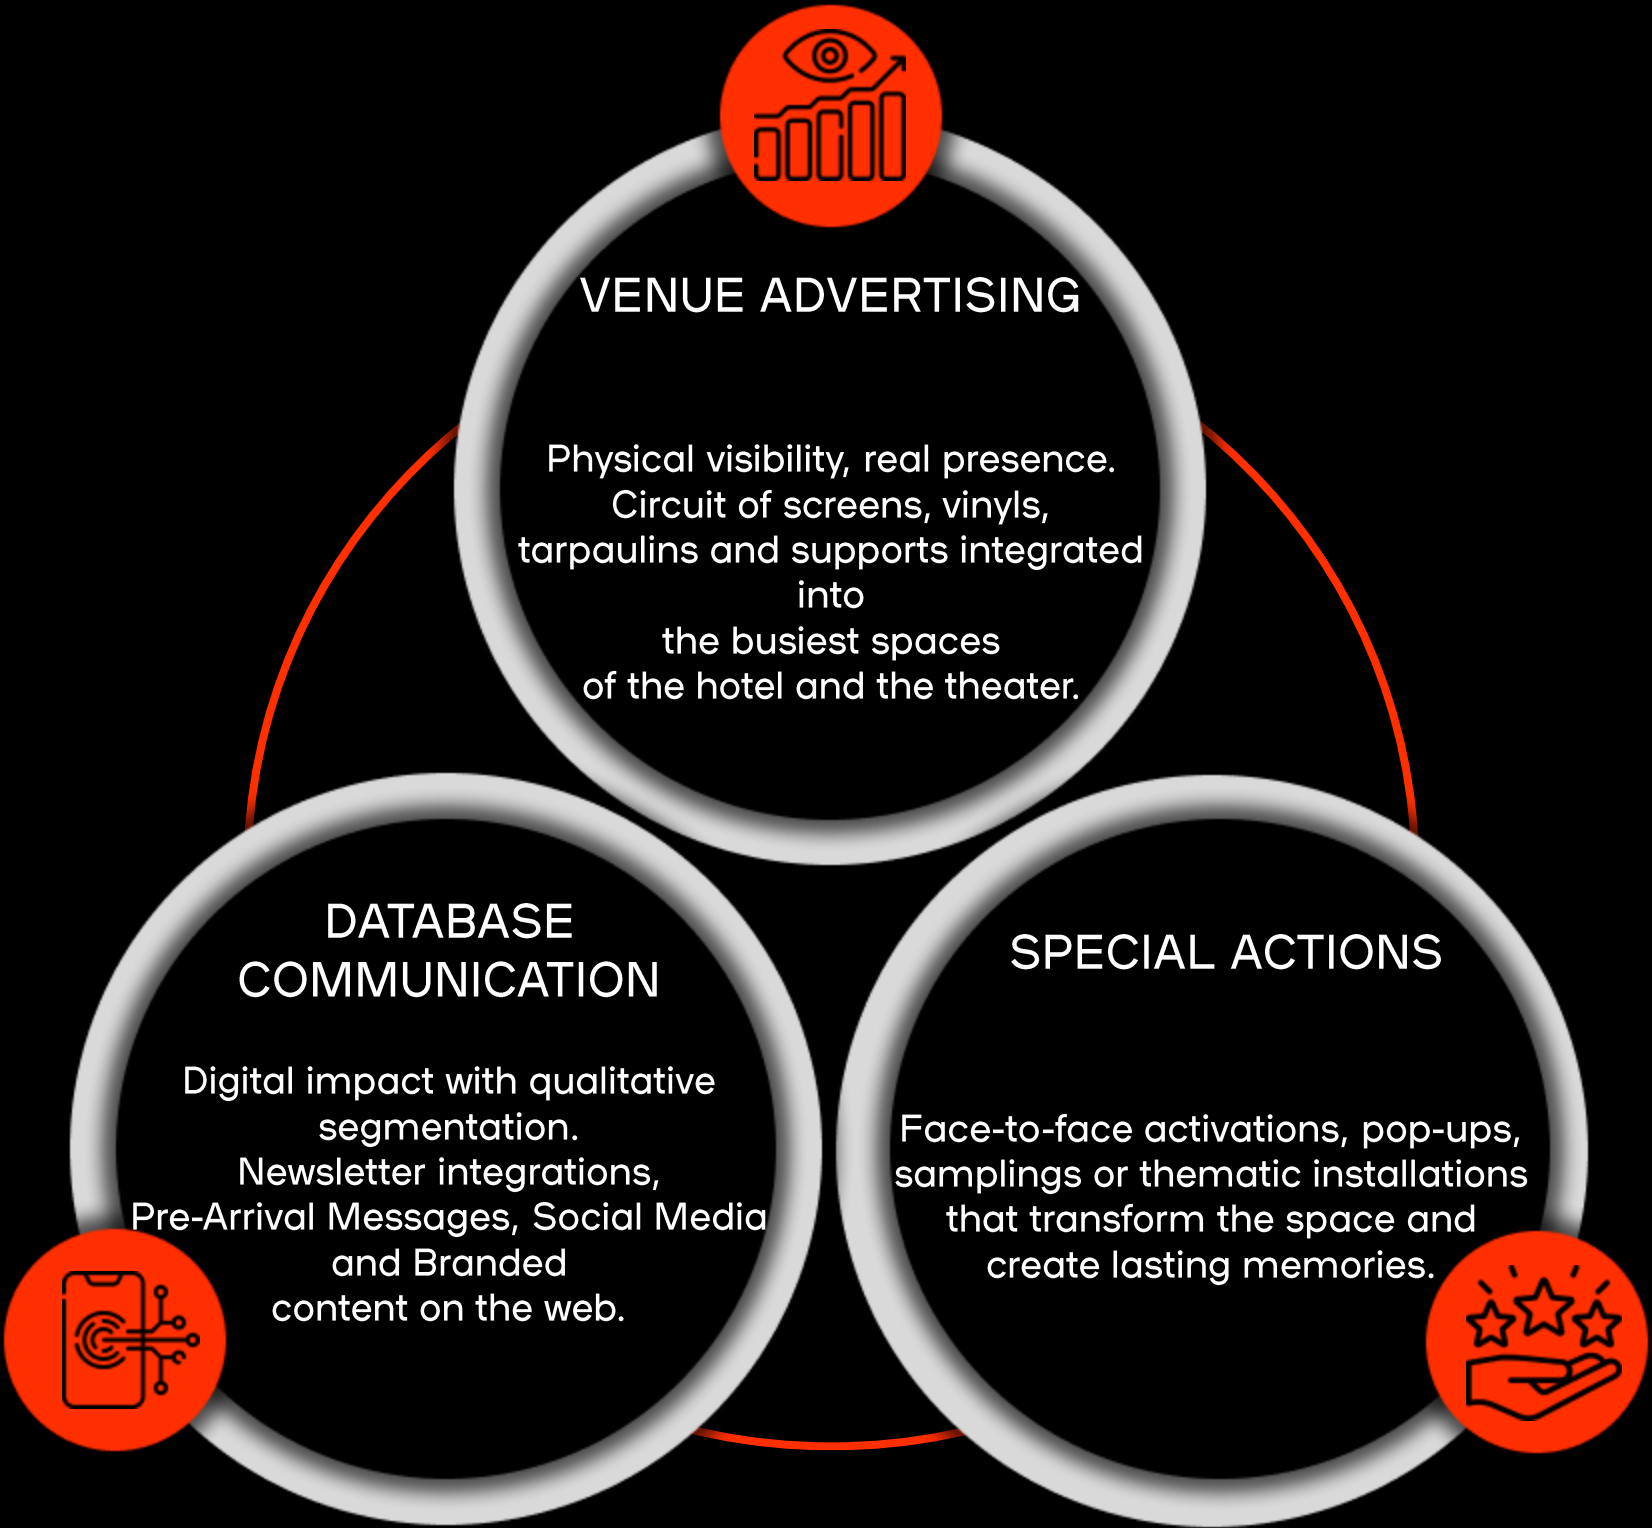 VENUE ADVERTISING
Physical visibility, real presence.
Circuit of screens, vinyls,
tarpaulins and supports integrated
into
the busiest spaces
of the hotel and the theater.
DATABASE
COMMUNICATION
Digital impact with qualitative
segmentation.
Newsletter integrations,
Pre-Arrival Messages, Social Media
and Branded
content on the web.
SPECIAL ACTIONS
Face-to-face activations, pop-ups,
samplings or thematic installations
that transform the space and
create lasting memories.